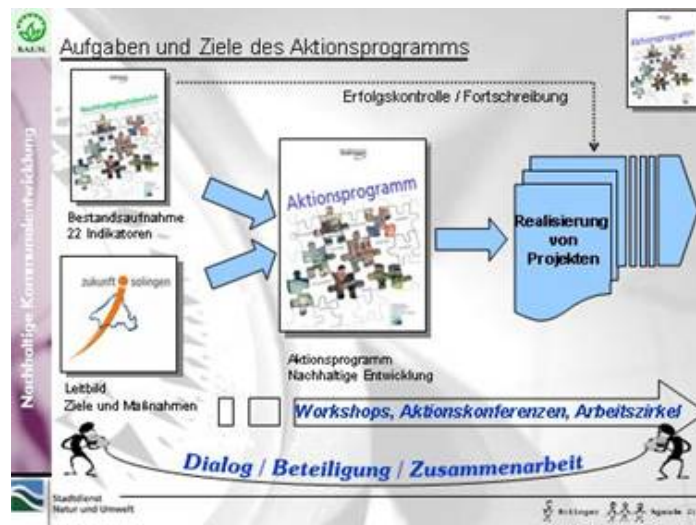 B.A.U.M.
Aufgaben und Ziele des Aktionsprogramms
Aktionsprogramm
Nachhaltige Kommunalentwicklung
Erfolgskontrolle / Fortschreibung
Bestandsaufnahme
22 Indikatoren
Aktionsprogramm
Realisierung
von
Projekten
zukunft solingen
Aktionsprogramm
Nachhaltige Entwicklung
Leitbild
Ziele und Maßnahmen
Workshops, Aktionskonferenzen, Arbeitszirkel
Dialog / Beteiligung / Zusammenarbeit
Stadtdienst
Natur und Umwelt